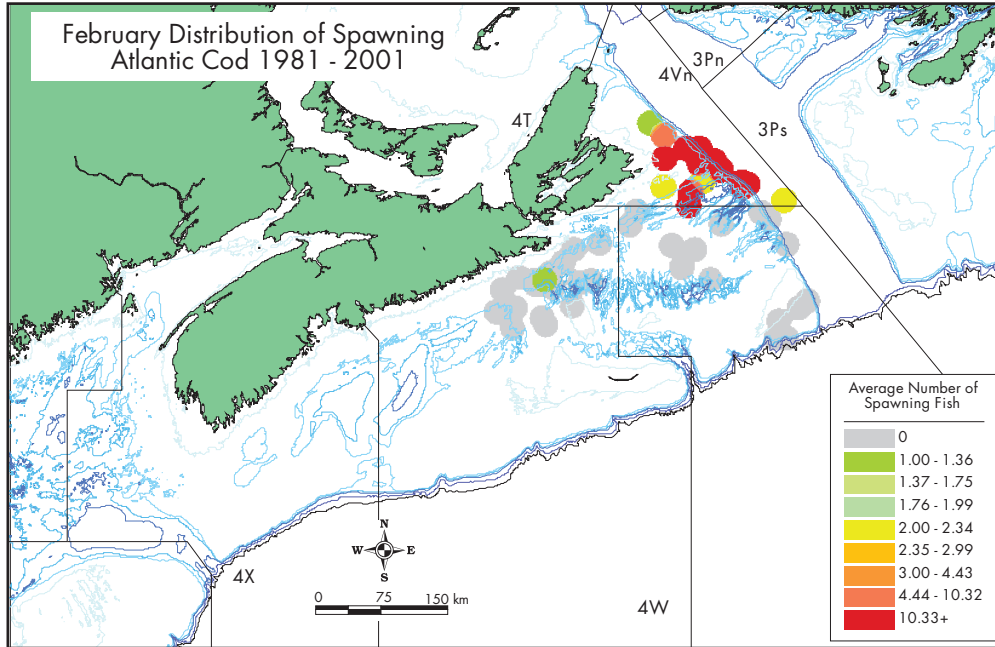 February Distribution of Spawning
Atlantic Cod 1981 - 2001
3Pn
4Vn
4T
3Ps
Average Number of
Spawning Fish
0
1.00 - 1.36
1.37 - 1.75
1.76 - 1.99
2.00 - 2.34
2.35 - 2.99
3.00 - 4.43
4.44 - 10.32
10.33+
N
W E
S
4X
0 75 150 km
4W